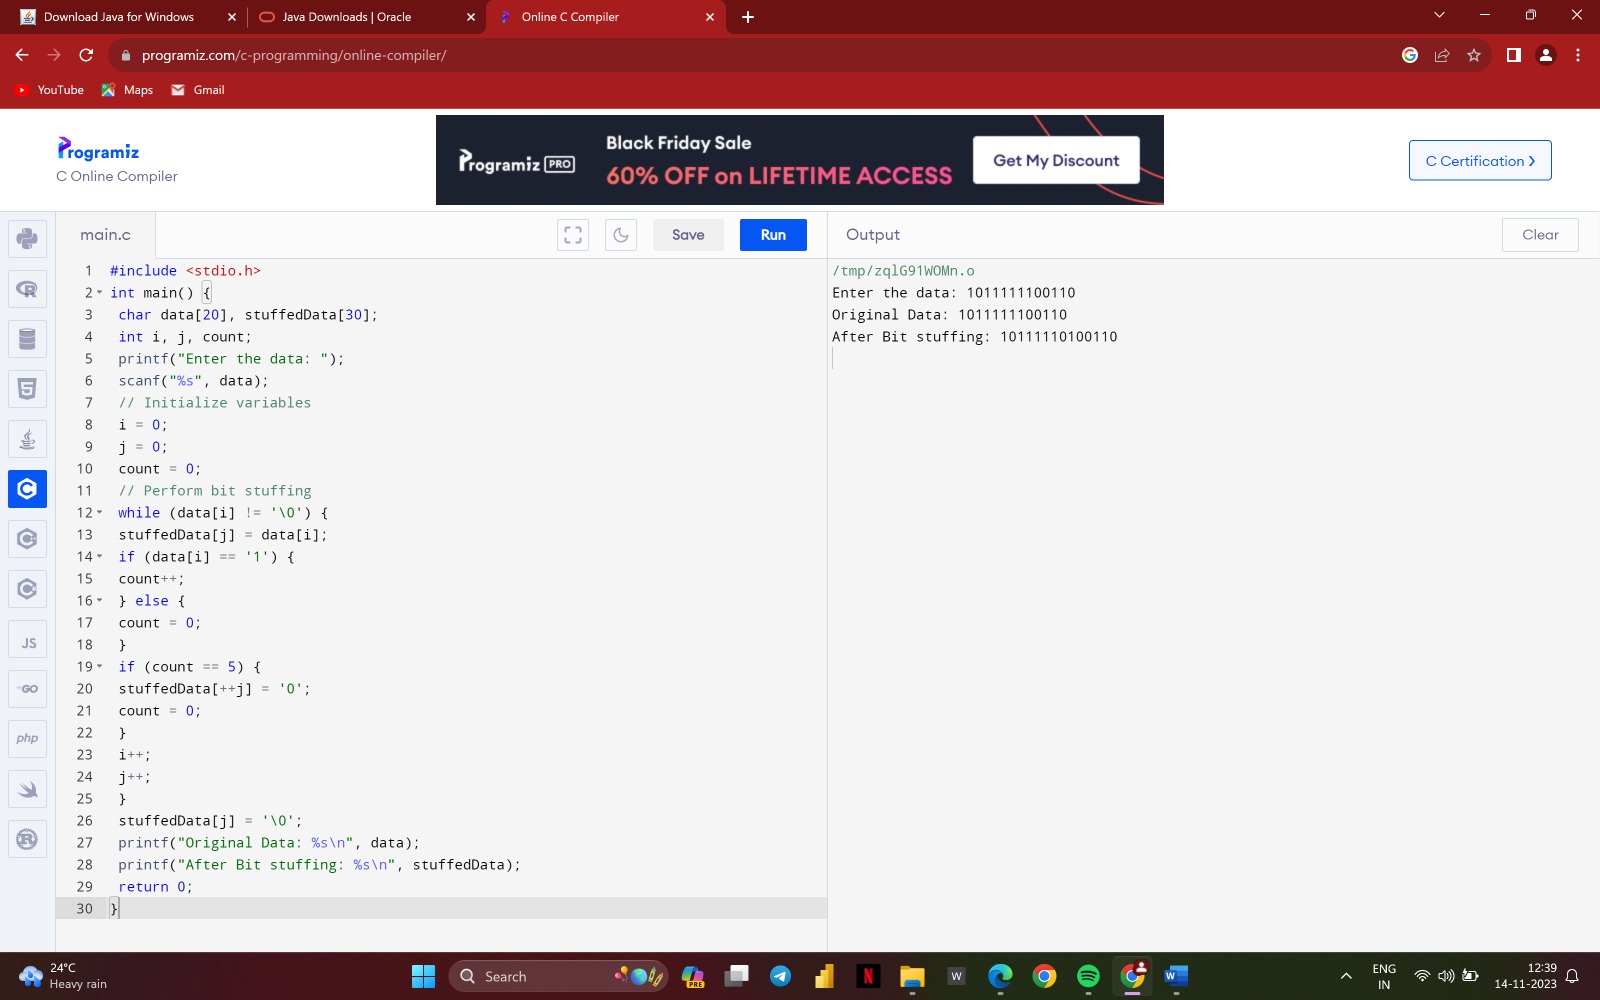 Download Java for Windows
Java Downloads | Oracle
Online C Compiler
programiz.com/c-programming/online-compiler/
YouTube
Maps
Gmail
Programiz
C Online Compiler
Programiz PRO
Black Friday Sale
60% OFF on LIFETIME ACCESS
Get My Discount
C Certification >
main.c
Save
Run
Output
Clear
1 #include <stdio.h>
2 int main() {
3 char data[20], stuffedData[30];
4 int i, j, count;
5 printf("Enter the data: ");
6 scanf("%s", data);
7 // Initialize variables
8 i = 0;
9 j = 0;
10 count = 0;
11 // Perform bit stuffing
12 while (data[i] != '\0') {
13 stuffedData[j] = data[i];
14 if (data[i] == '1') {
15 count++;
16 } else {
17 count = 0;
18 }
19 if (count == 5) {
20 stuffedData[++j] = '0';
21 count = 0;
22 }
23 i++;
24 j++;
25 }
26 stuffedData[j] = '\0';
27 printf("Original Data: %s\n", data);
28 printf("After Bit stuffing: %s\n", stuffedData);
29 return 0;
30 }
/tmp/zqlG91WOMn.o
Enter the data: 1011111100110
Original Data: 1011111100110
After Bit stuffing: 10111110100110
JS
GO
php
24°C
Heavy rain
Search
PRE
N
W
W
ENG
IN
12:39
14-11-2023